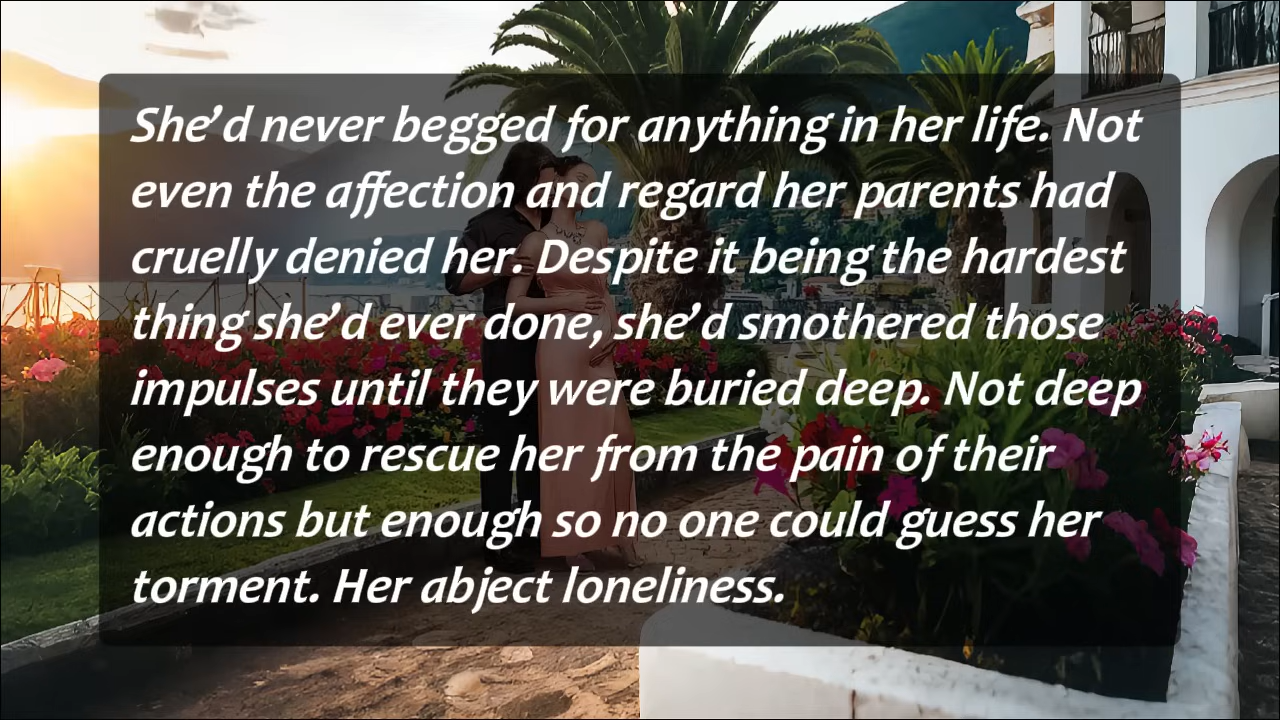 She’d never begged for anything in her life. Not
even the affection and regard her parents had
cruelly denied her. Despite it being the hardest
thing she’d ever done, she’d smothered those
impulses until they were buried deep. Not deep
enough to rescue her from the pain of their
actions but enough so no one could guess her
torment. Her abject loneliness.